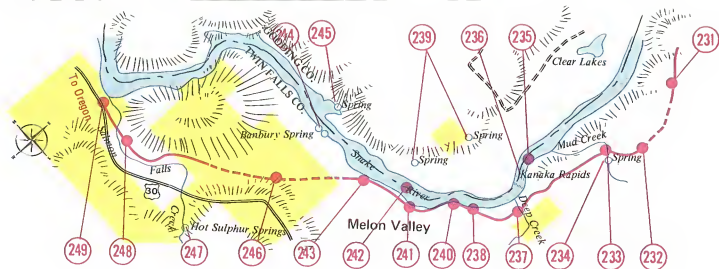 244
245
239
236
235
231
GOODING CO.
TWIN FALLS CO.
Clear Lakes
To Oregon
Spring
Spring
Banbury Spring
Spring
Mud Creek
Spring
Salmon
Falls
Creek
30
Snake
River
Kanaka Rapids
Deep Creek
Melon Valley
Hot Sulphur Springs
249
248
247
246
243
242
241
240
238
237
234
233
232